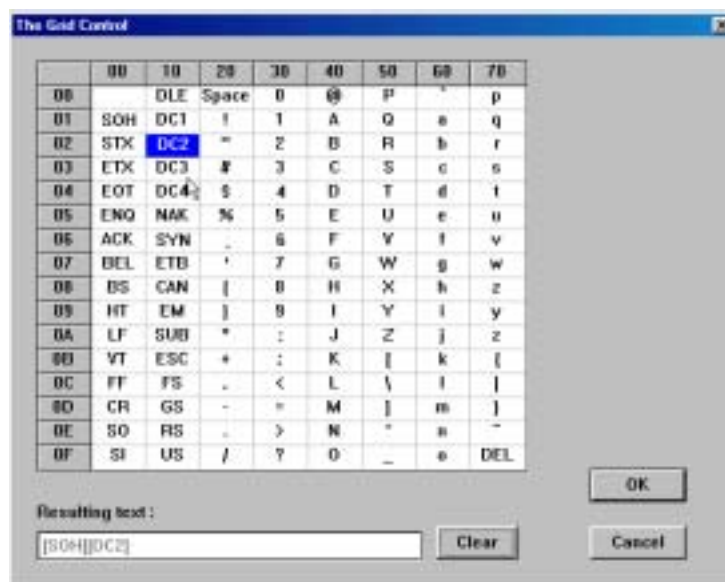 The Grid Control
00 10 20 30 40 50 60 70
00 DLE Space 0 @ P ` p
01 SOH DC1 ! 1 A Q a q
02 STX DC2 " 2 B R b r
03 ETX DC3 # 3 C S c s
04 EOT DC4 $ 4 D T d t
05 ENQ NAK % 5 E U e u
06 ACK SYN 6 F V f v
07 BEL ETB ' 7 G W g w
08 BS CAN ( 8 H X h z
09 HT EM ) 9 I Y i y
0A LF SUB * : J Z j z
0B VT ESC + ; K [ k {
0C FF FS , < L \ l |
0D CR GS - = M ] m }
0E SO RS . > N ^ n ~
0F SI US / ? O _ o DEL
OK
Resulting text :
[SOH][DC2] Clear Cancel